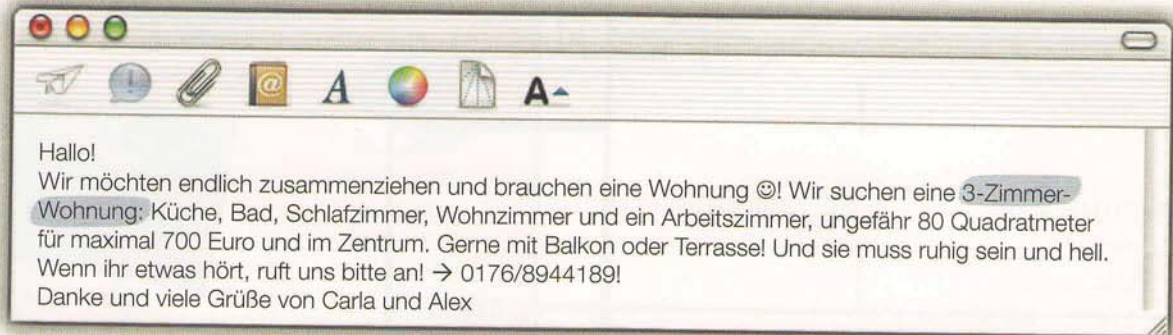 @ A A
Hallo!
Wir möchten endlich zusammenziehen und brauchen eine Wohnung ☺! Wir suchen eine 3-Zimmer-
Wohnung: Küche, Bad, Schlafzimmer, Wohnzimmer und ein Arbeitszimmer, ungefähr 80 Quadratmeter
für maximal 700 Euro und im Zentrum. Gerne mit Balkon oder Terrasse! Und sie muss ruhig sein und hell.
Wenn ihr etwas hört, ruft uns bitte an! → 0176/8944189!
Danke und viele Grüße von Carla und Alex